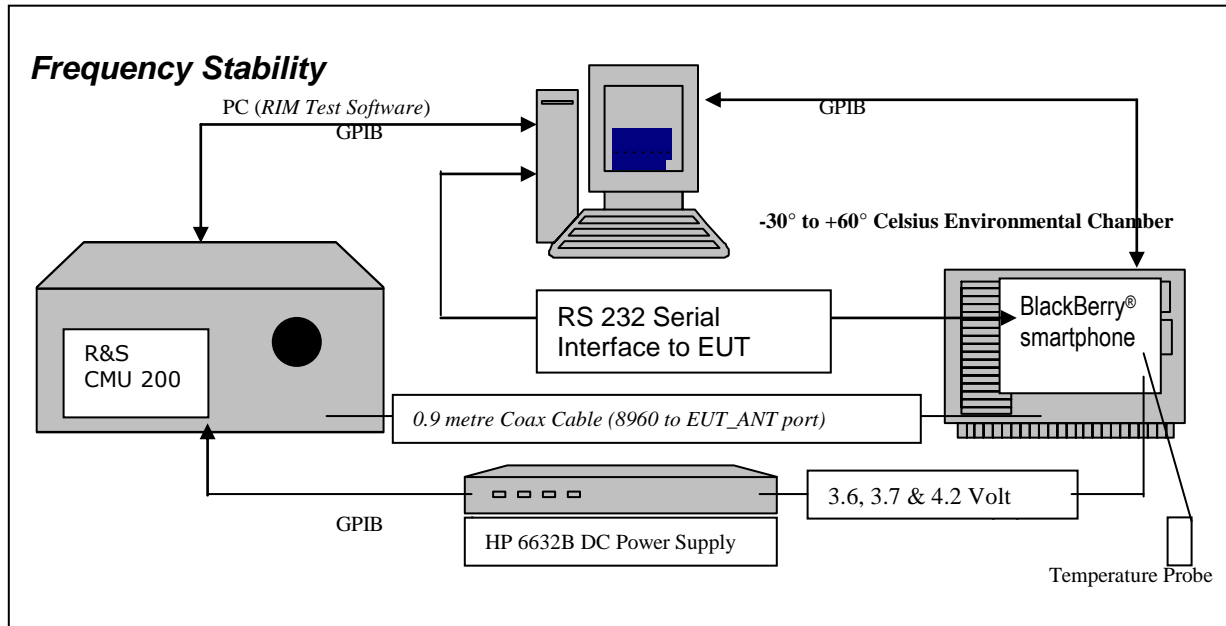 Frequency Stability
PC (RIM Test Software)
GPIB
GPIB
-30° to +60° Celsius Environmental Chamber
RS 232 Serial
Interface to EUT
BlackBerry®
smartphone
R&S
CMU 200
0.9 metre Coax Cable (8960 to EUT_ANT port)
3.6, 3.7 & 4.2 Volt
GPIB
HP 6632B DC Power Supply
Temperature Probe